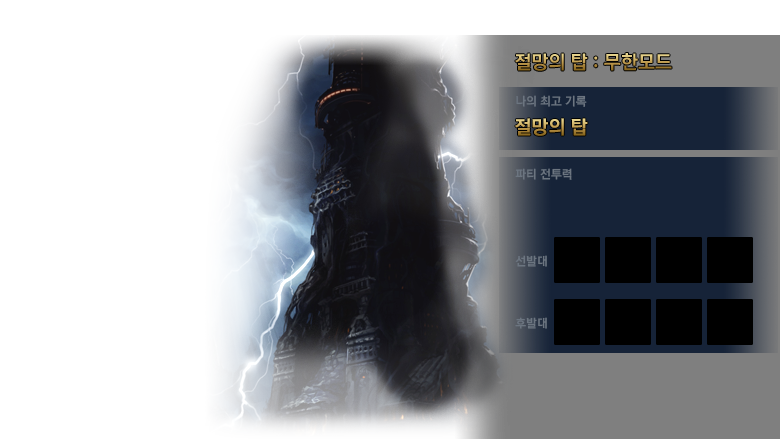 절망의 탑 : 무한모드
나의 최고 기록
절망의 탑
파티 전투력
선발대
후발대